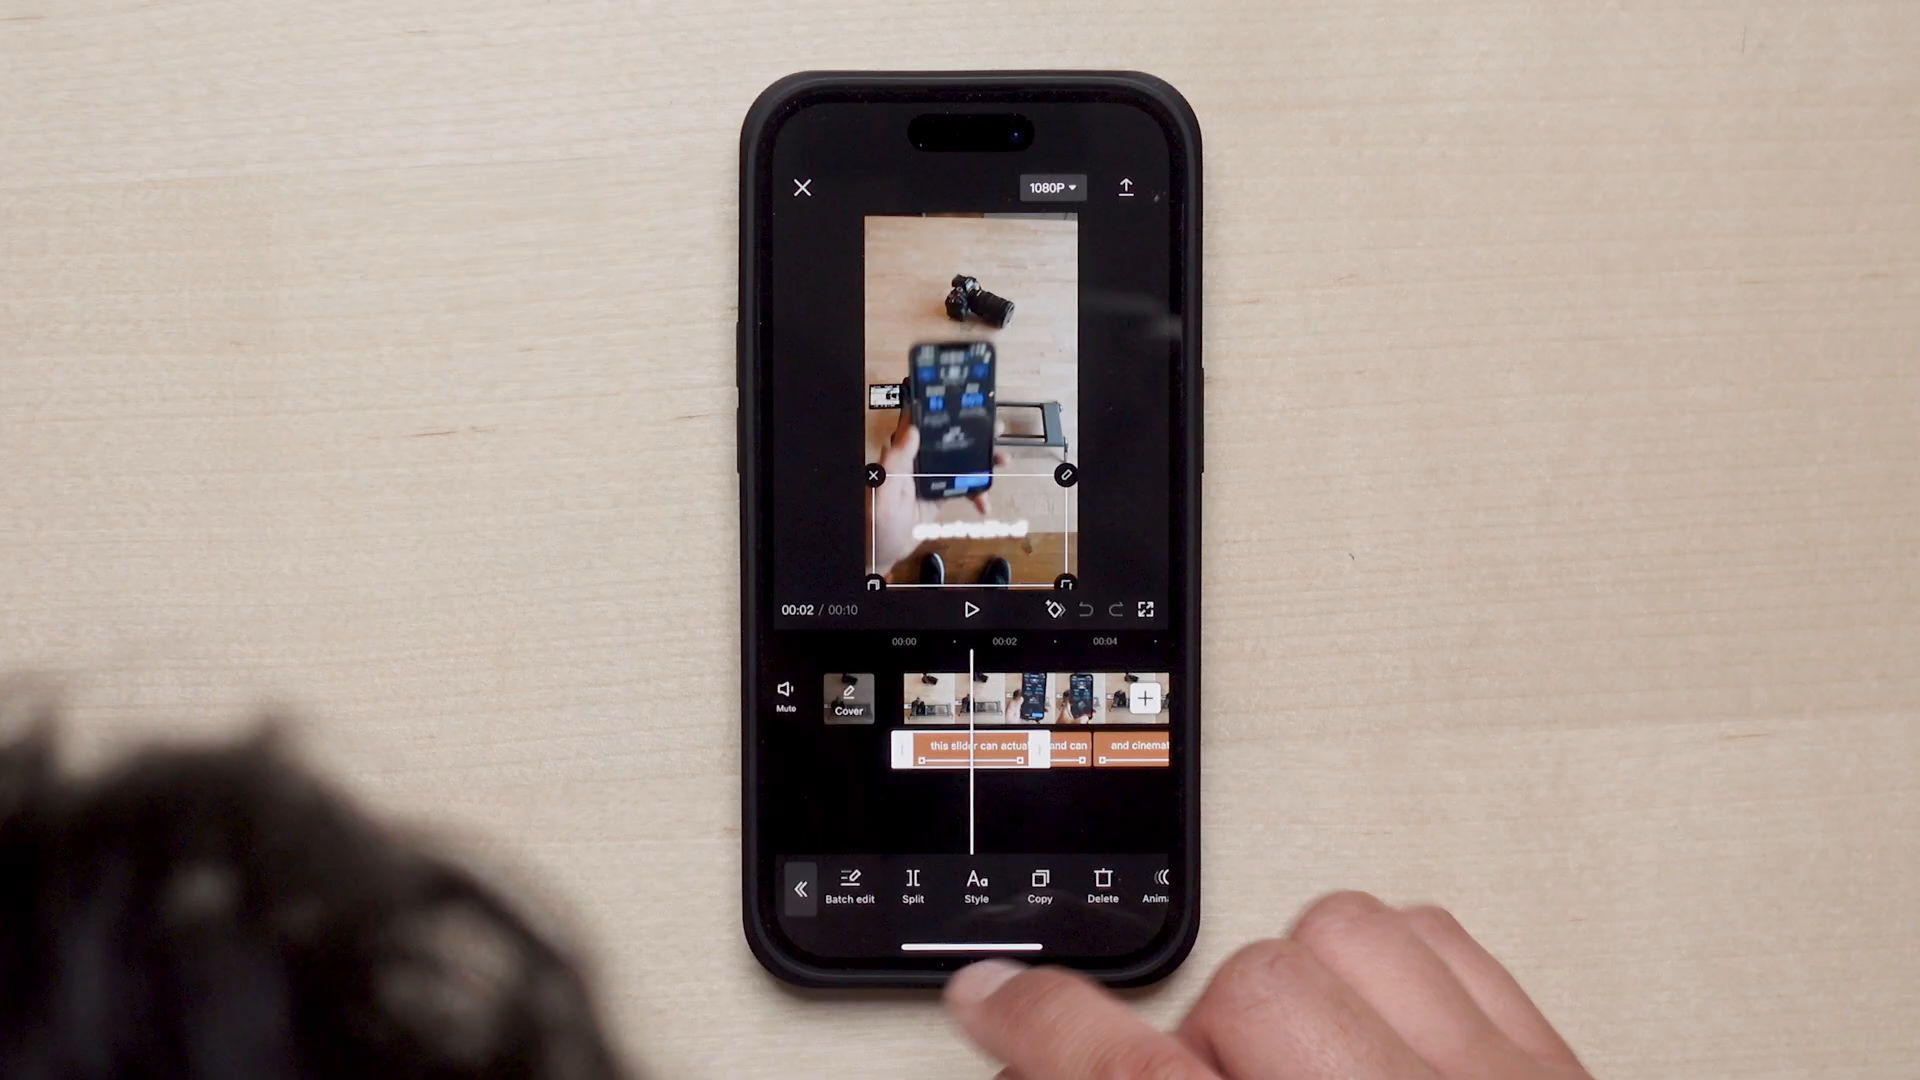 1080P
00:02 / 00:10
00:00 00:02 00:04
Mute
Cover
this slider can actua
and can
and cinemat
Batch edit Split Style Copy Delete Anima